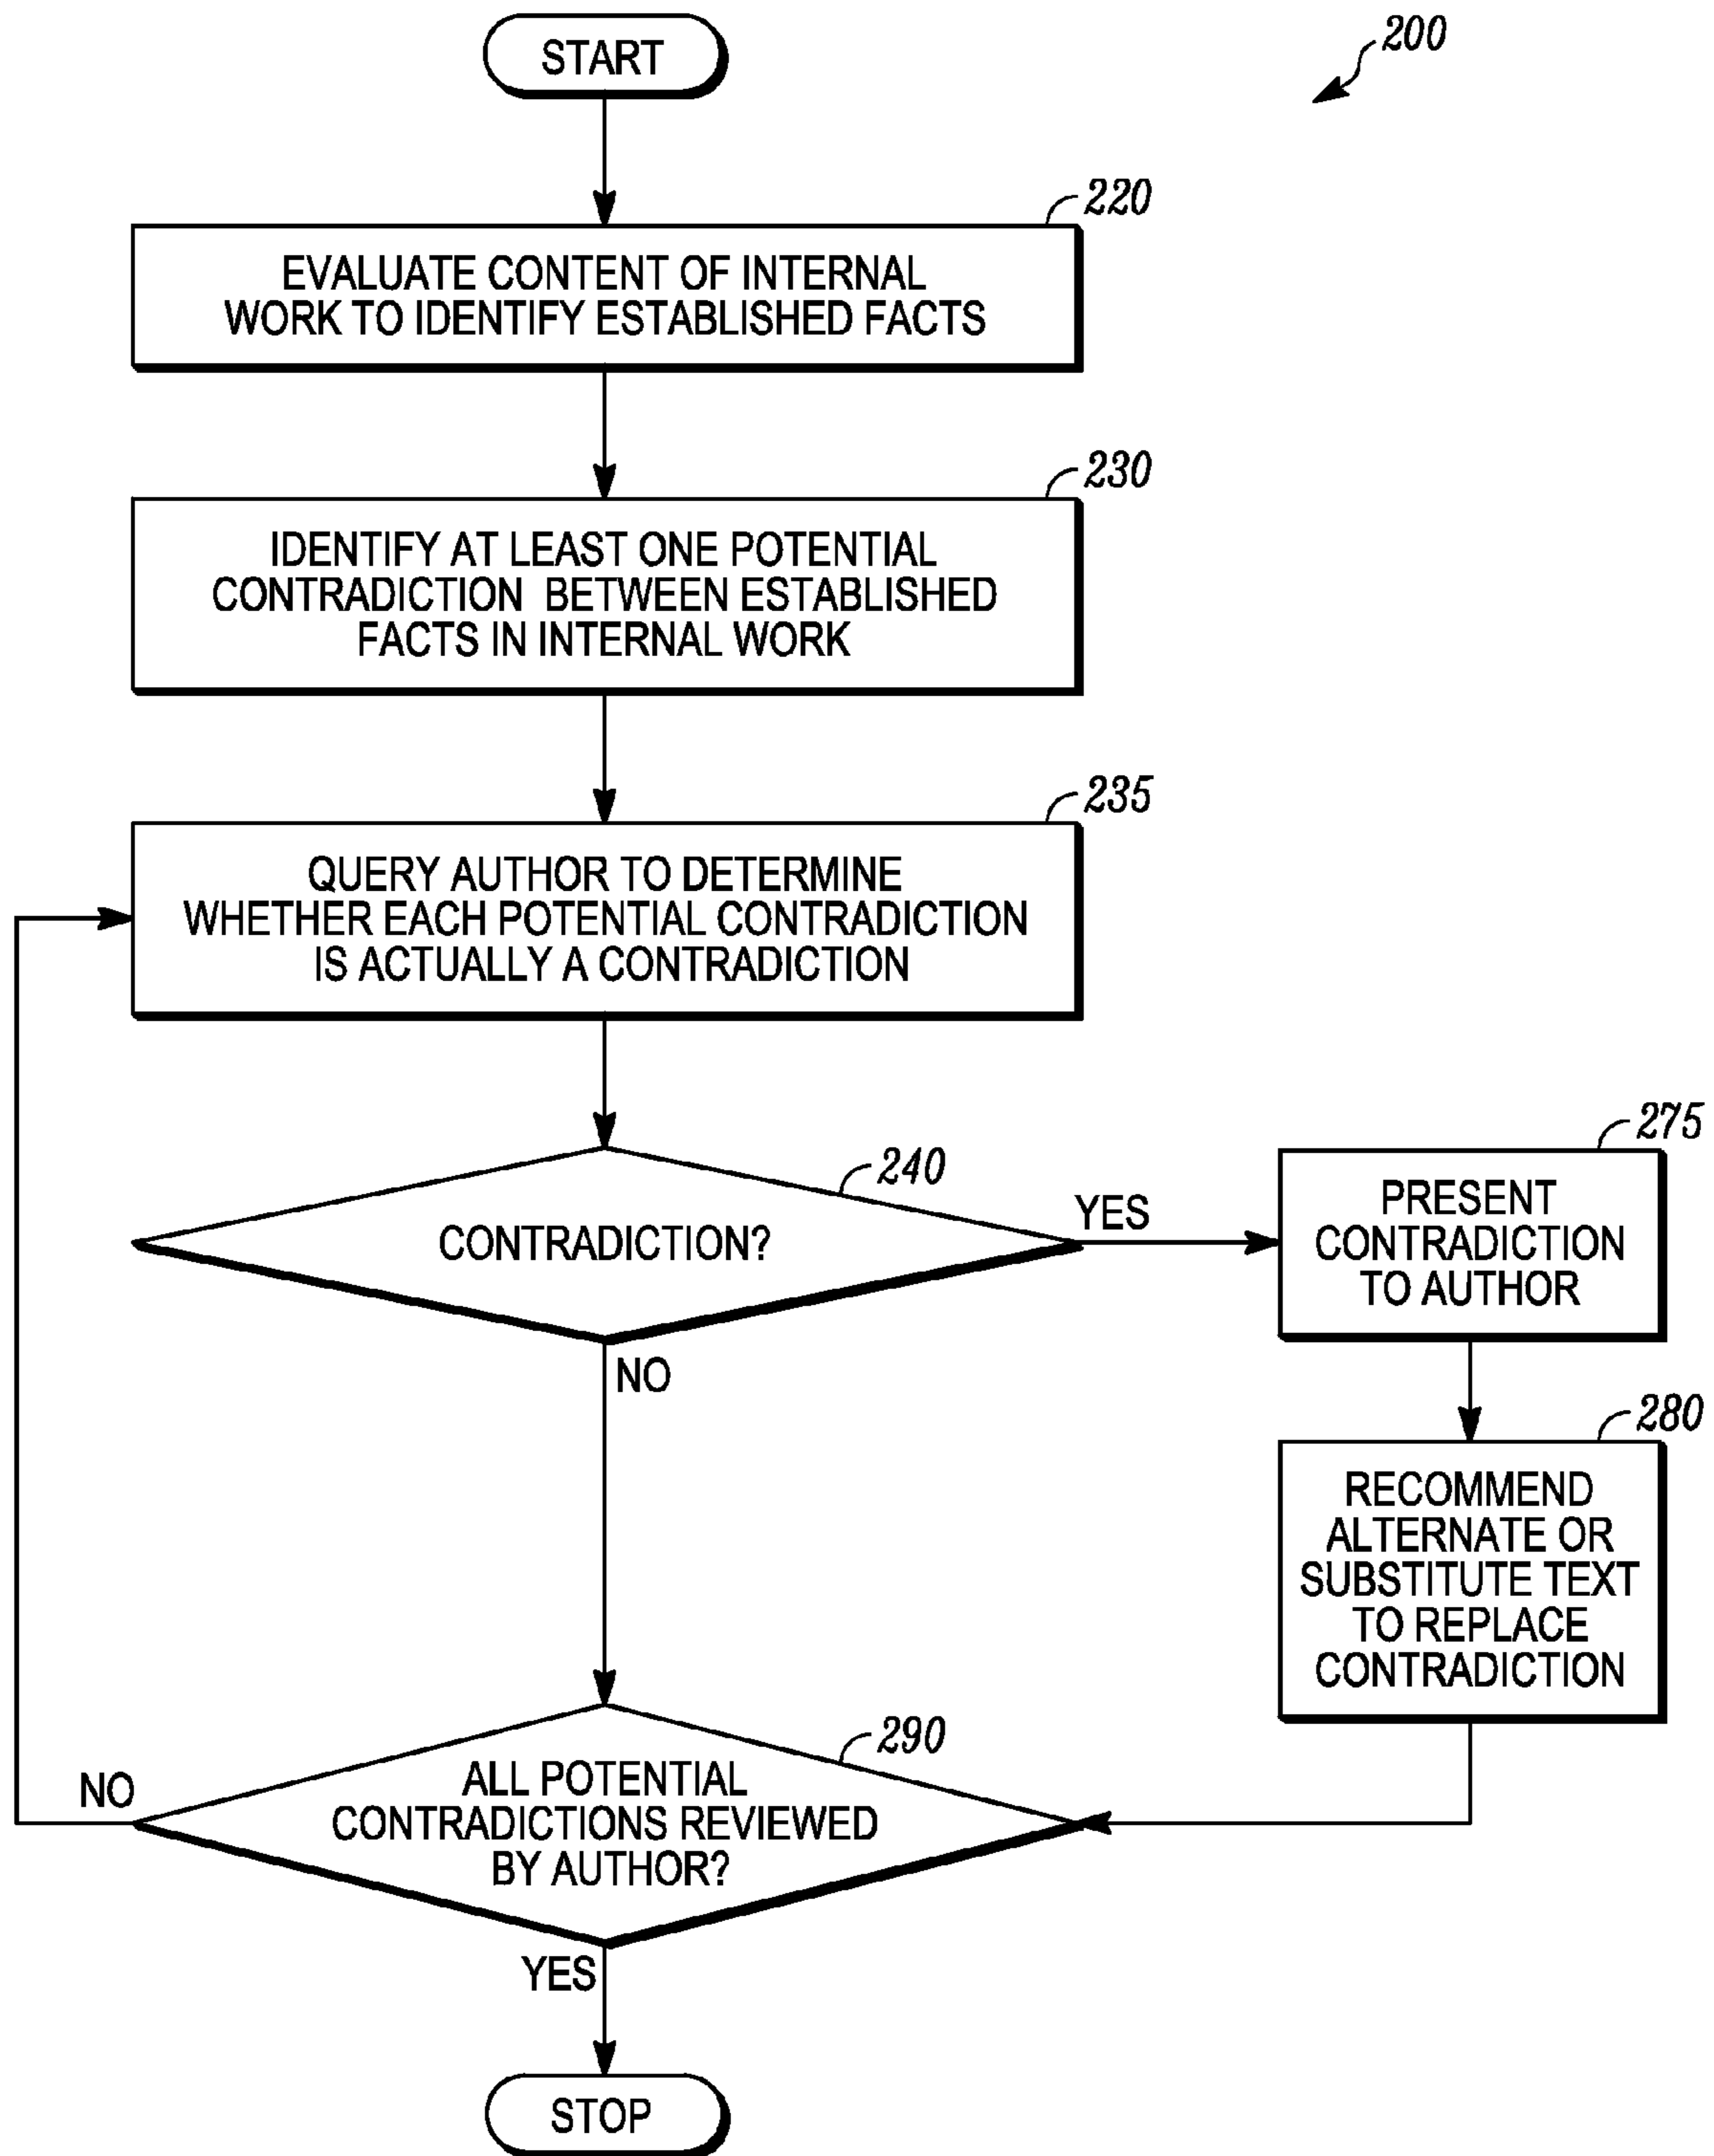 START
200
220
EVALUATE CONTENT OF INTERNAL
WORK TO IDENTIFY ESTABLISHED FACTS
230
IDENTIFY AT LEAST ONE POTENTIAL
CONTRADICTION BETWEEN ESTABLISHED
FACTS IN INTERNAL WORK
235
QUERY AUTHOR TO DETERMINE
WHETHER EACH POTENTIAL CONTRADICTION
IS ACTUALLY A CONTRADICTION
240
CONTRADICTION?
YES
NO
275
PRESENT
CONTRADICTION
TO AUTHOR
280
RECOMMEND
ALTERNATE OR
SUBSTITUTE TEXT
TO REPLACE
CONTRADICTION
290
ALL POTENTIAL
CONTRADICTIONS REVIEWED
BY AUTHOR?
NO
YES
STOP